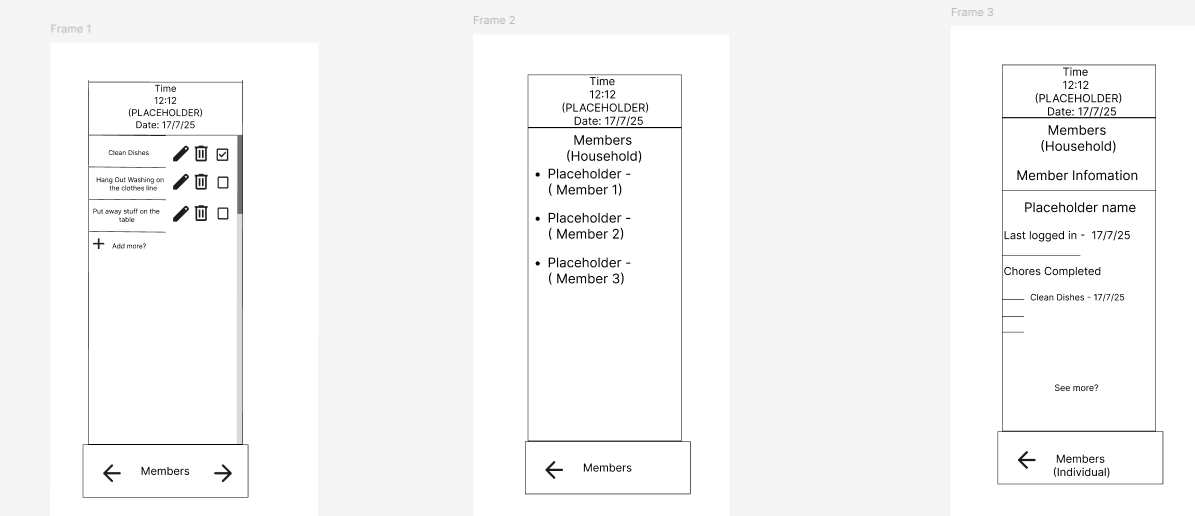 Frame 1
Time
12:12
(PLACEHOLDER)
Date: 17/7/25
Clean Dishes
Hang Out Washing on
the clothes line
Put away stuff on the
table
Add more?
Members
Frame 2
Time
12:12
(PLACEHOLDER)
Date: 17/7/25
Members
(Household)
Placeholder -
( Member 1)
Placeholder -
( Member 2)
Placeholder -
( Member 3)
Members
Frame 3
Time
12:12
(PLACEHOLDER)
Date: 17/7/25
Members
(Household)
Member Infomation
Placeholder name
Last logged in - 17/7/25
Chores Completed
Clean Dishes - 17/7/25
See more?
Members
(Individual)